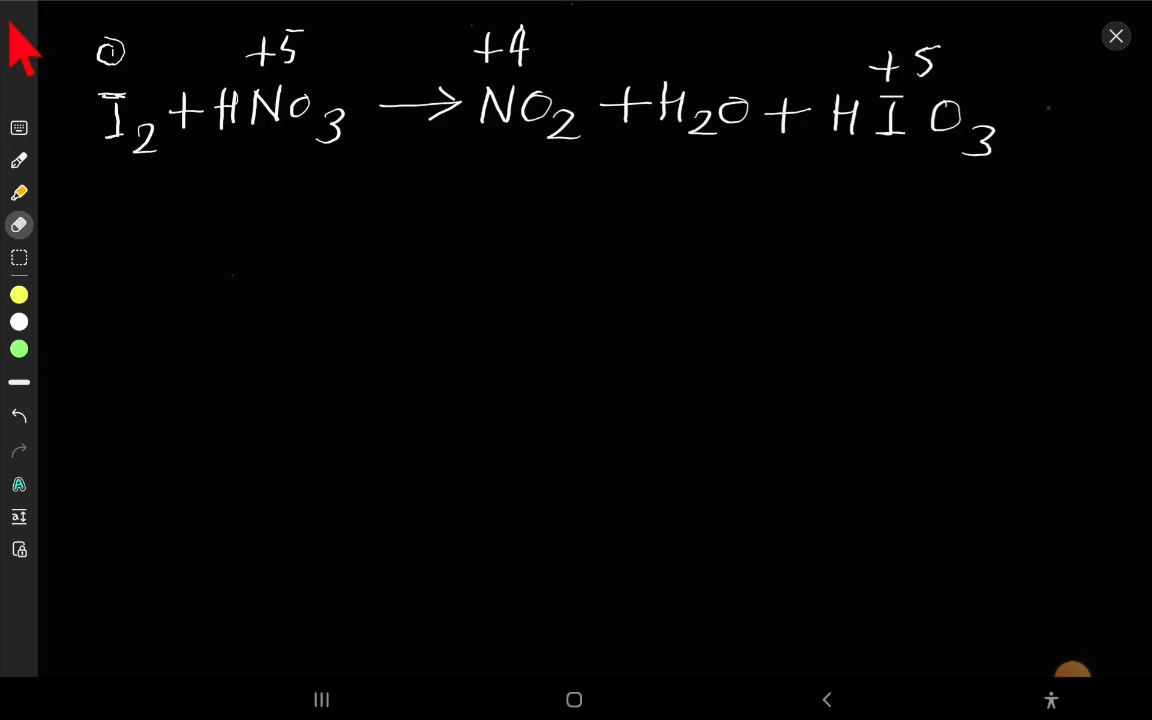 0 +5 +4 +5
I2 + HNO3 → NO2 + H2O + HIO3